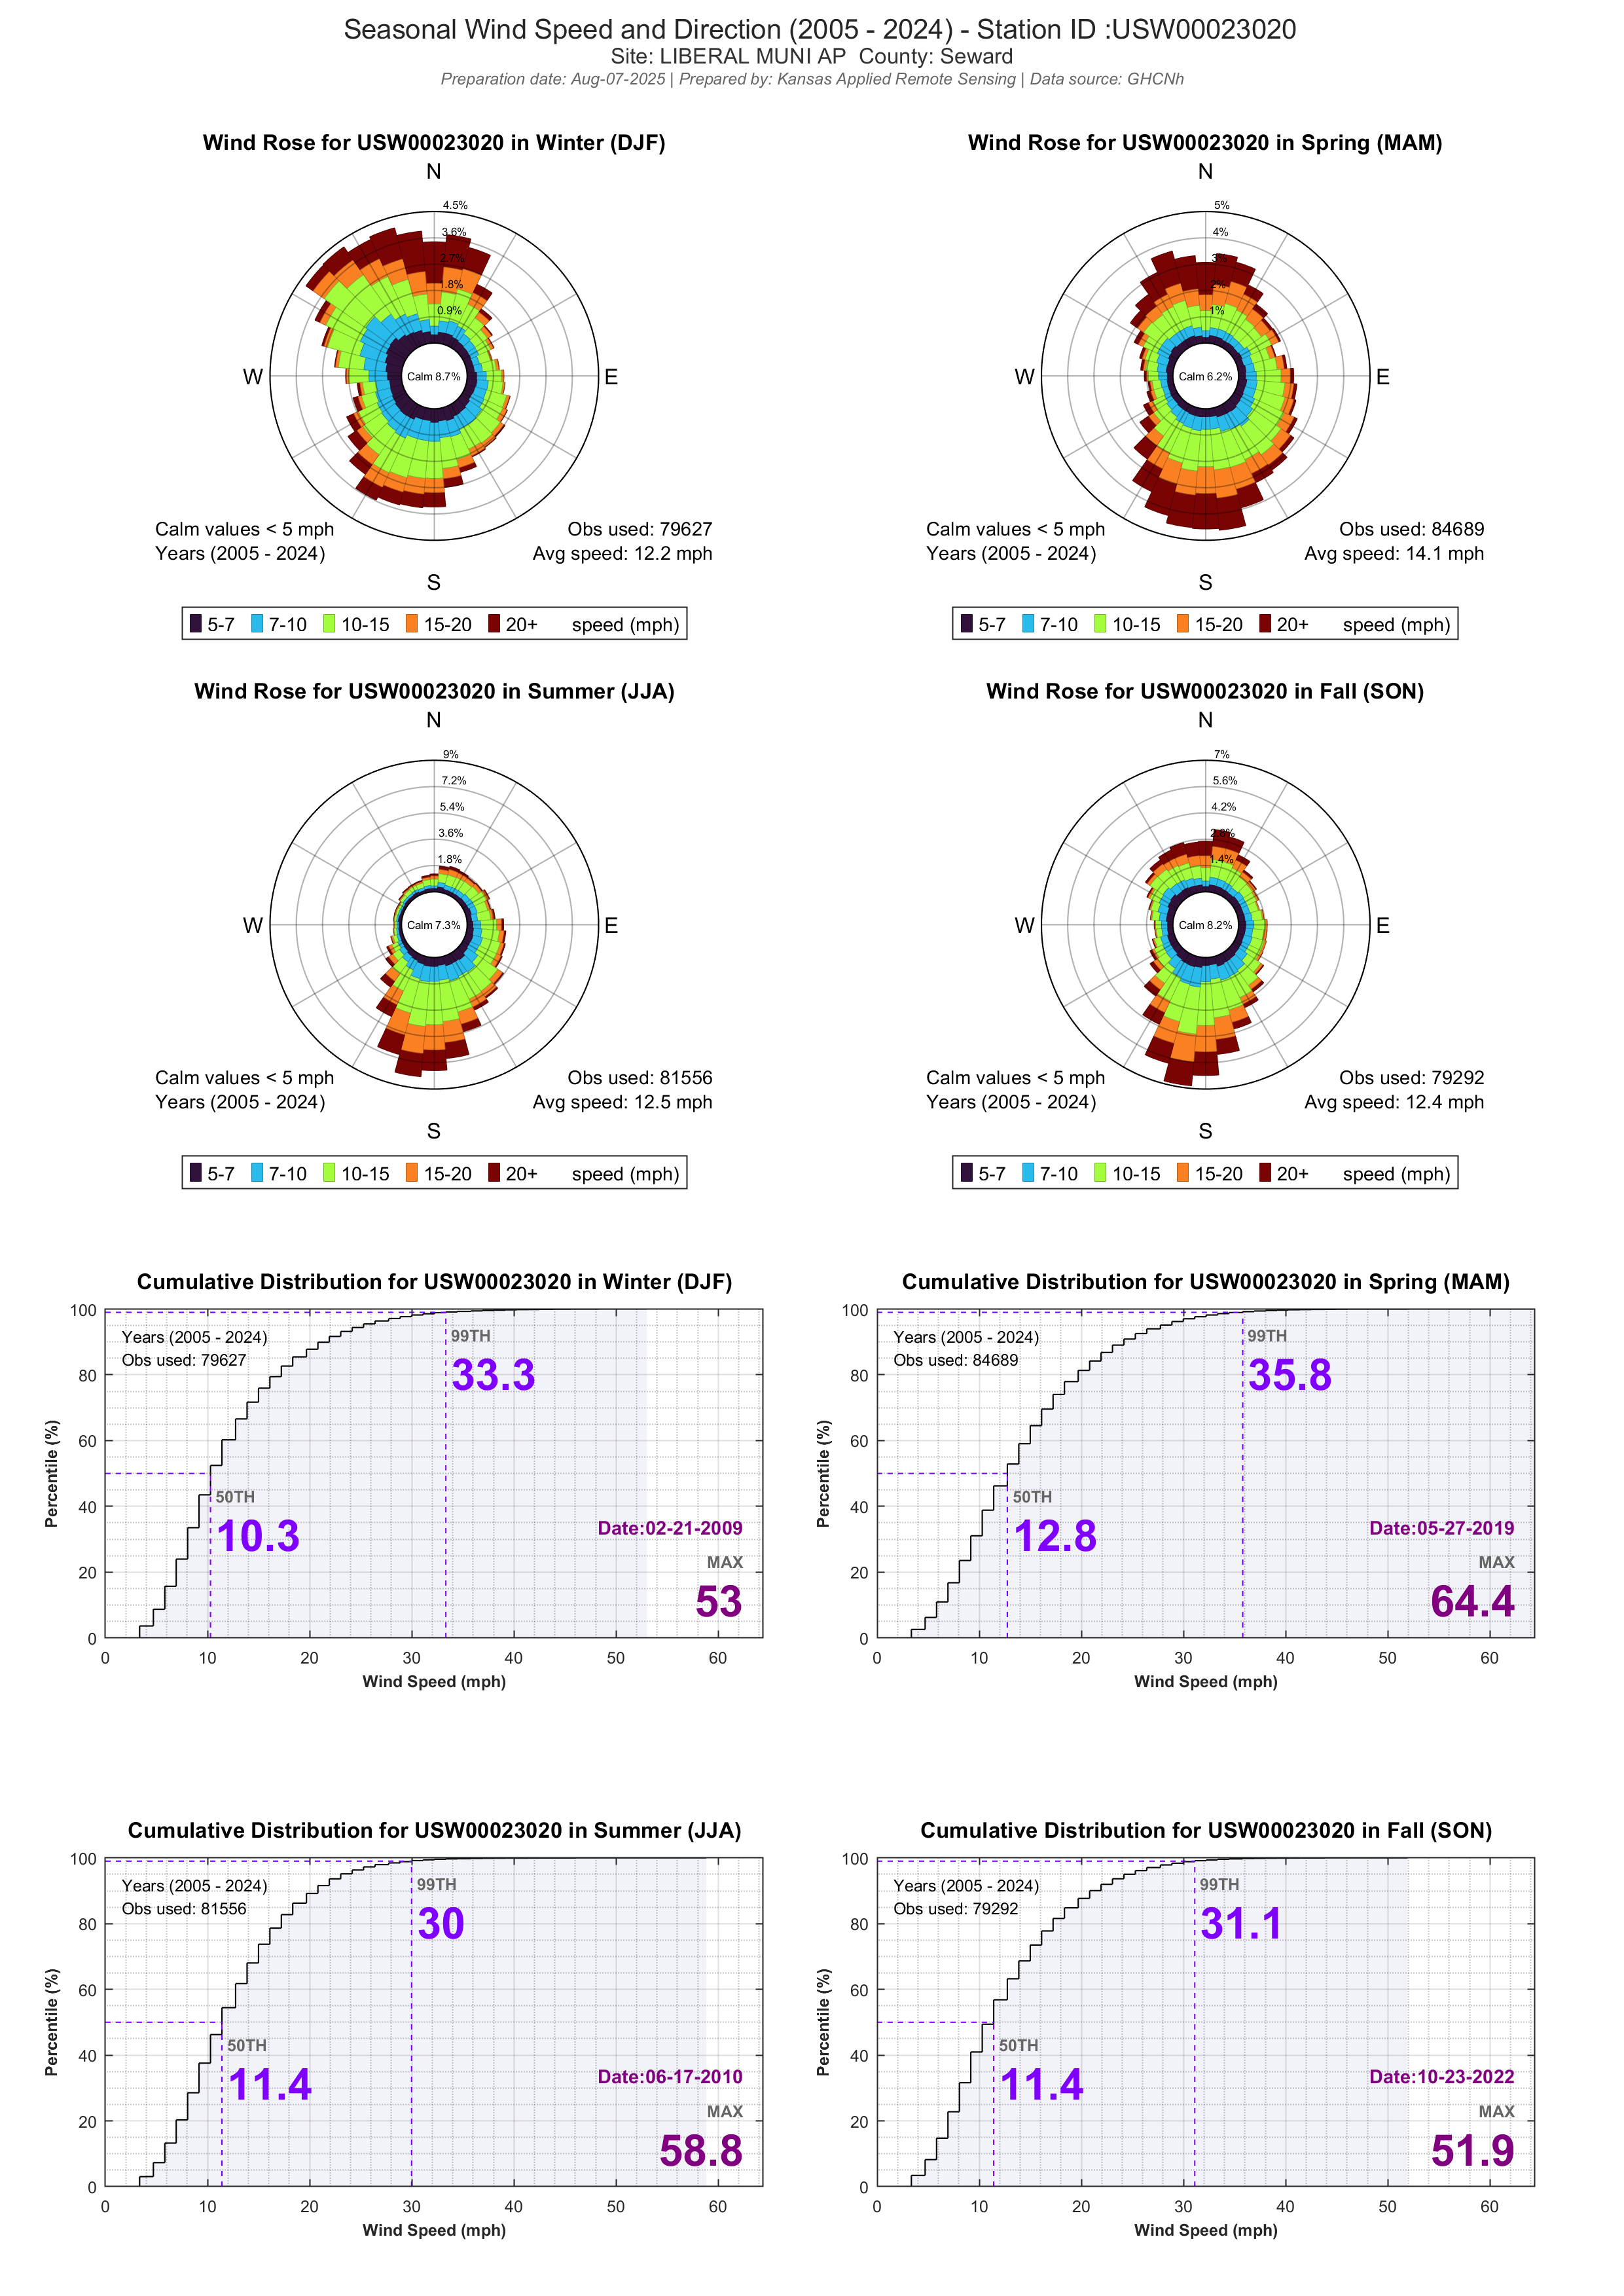 Seasonal Wind Speed and Direction (2005 - 2024) - Station ID :USW00023020
Site: LIBERAL MUNI AP  County: Seward
Preparation date: Aug-07-2025 | Prepared by: Kansas Applied Remote Sensing | Data source: GHCNh
Wind Rose for USW00023020 in Winter (DJF)
N
4.5%
3.6%
2.7%
1.8%
0.9%
W
Calm 8.7%
E
Calm values < 5 mph
Obs used: 79627
Years (2005 - 2024)
Avg speed: 12.2 mph
S
5-7 7-10 10-15 15-20 20+ speed (mph)
Wind Rose for USW00023020 in Spring (MAM)
N
5%
4%
3%
2%
1%
W
Calm 6.2%
E
Calm values < 5 mph
Obs used: 84689
Years (2005 - 2024)
Avg speed: 14.1 mph
S
5-7 7-10 10-15 15-20 20+ speed (mph)
Wind Rose for USW00023020 in Summer (JJA)
N
9%
7.2%
5.4%
3.6%
1.8%
W
Calm 7.3%
E
Calm values < 5 mph
Obs used: 81556
Years (2005 - 2024)
Avg speed: 12.5 mph
S
5-7 7-10 10-15 15-20 20+ speed (mph)
Wind Rose for USW00023020 in Fall (SON)
N
7%
5.6%
4.2%
2.8%
1.4%
W
Calm 8.2%
E
Calm values < 5 mph
Obs used: 79292
Years (2005 - 2024)
Avg speed: 12.4 mph
S
5-7 7-10 10-15 15-20 20+ speed (mph)
Cumulative Distribution for USW00023020 in Winter (DJF)
Percentile (%)
100
80
60
40
20
0
Years (2005 - 2024)
Obs used: 79627
99TH
33.3
50TH
10.3
Date:02-21-2009
MAX
53
0 10 20 30 40 50 60
Wind Speed (mph)
Cumulative Distribution for USW00023020 in Spring (MAM)
Percentile (%)
100
80
60
40
20
0
Years (2005 - 2024)
Obs used: 84689
99TH
35.8
50TH
12.8
Date:05-27-2019
MAX
64.4
0 10 20 30 40 50 60
Wind Speed (mph)
Cumulative Distribution for USW00023020 in Summer (JJA)
Percentile (%)
100
80
60
40
20
0
Years (2005 - 2024)
Obs used: 81556
99TH
30
50TH
11.4
Date:06-17-2010
MAX
58.8
0 10 20 30 40 50 60
Wind Speed (mph)
Cumulative Distribution for USW00023020 in Fall (SON)
Percentile (%)
100
80
60
40
20
0
Years (2005 - 2024)
Obs used: 79292
99TH
31.1
50TH
11.4
Date:10-23-2022
MAX
51.9
0 10 20 30 40 50 60
Wind Speed (mph)